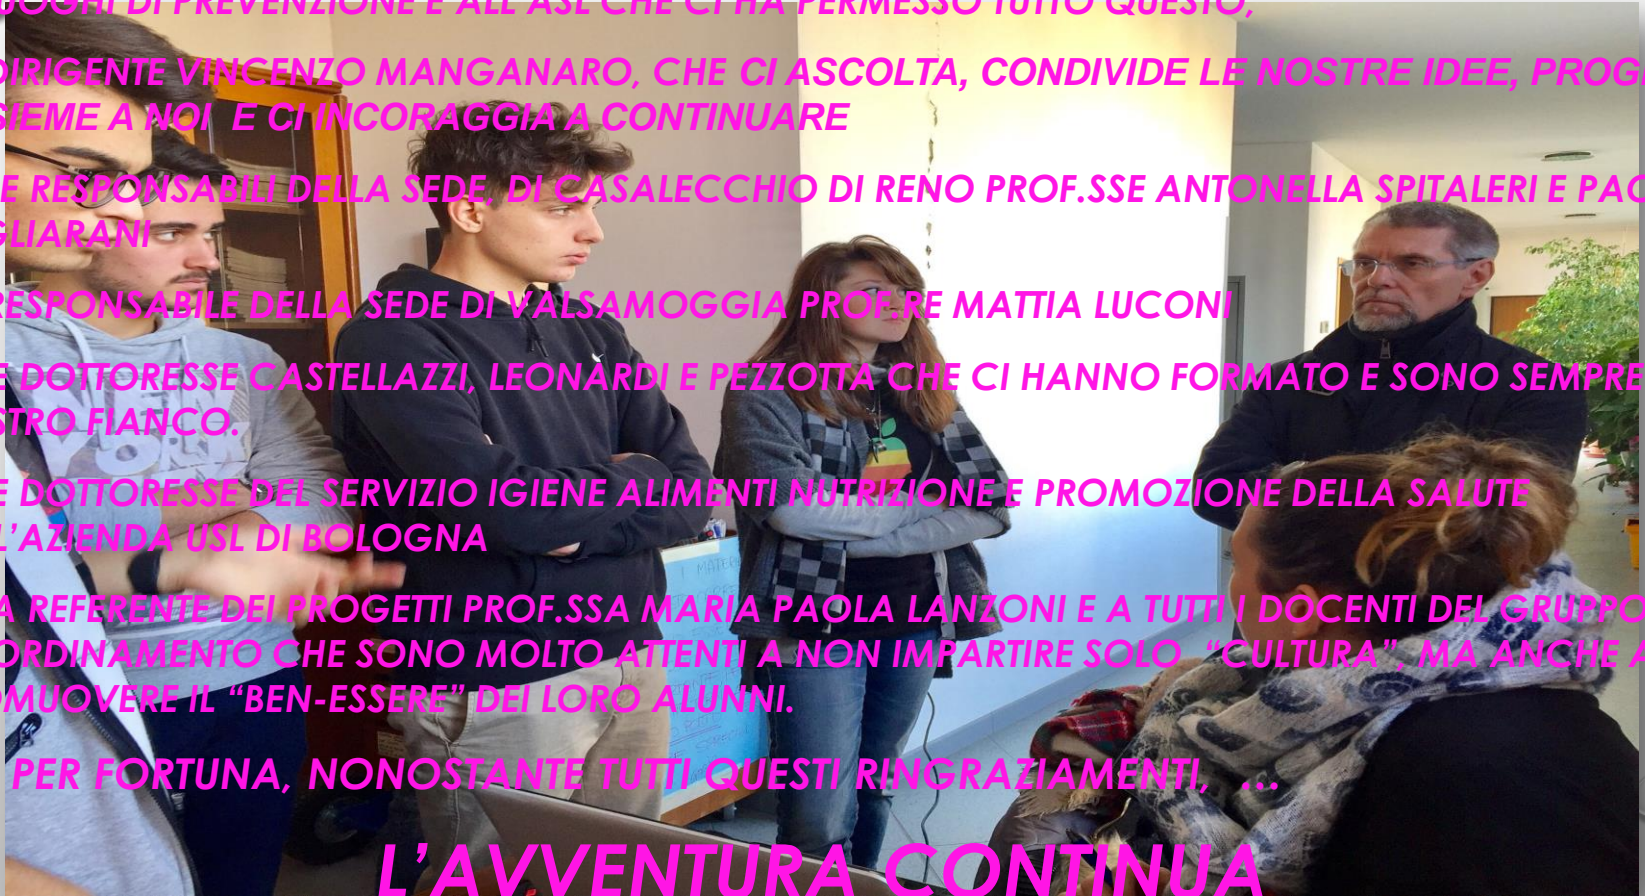 UOGHI DI PREVENZIONE E ALL'ASL CHE CI HA PERMESSO TUTTO QUESTO,
DIRIGENTE VINCENZO MANGANARO, CHE CI ASCOLTA, CONDIVIDE LE NOSTRE IDEE, PROG
SIEME A NOI E CI INCORAGGIA A CONTINUARE
E RESPONSABILI DELLA SEDE, DI CASALECCHIO DI RENO PROF.SSE ANTONELLA SPITALERI E PAO
GLIARANI
RESPONSABILE DELLA SEDE DI VALSAMOGGIA PROF.RE MATTIA LUCONI
E DOTTORESSE CASTELLAZZI, LEONARDI E PEZZOTTA CHE CI HANNO FORMATO E SONO SEMPRE
STRO FIANCO.
E DOTTORESSE DEL SERVIZIO IGIENE ALIMENTI NUTRIZIONE E PROMOZIONE DELLA SALUTE
L'AZIENDA USL DI BOLOGNA
A REFERENTE DEI PROGETTI PROF.SSA MARIA PAOLA LANZONI E A TUTTI I DOCENTI DEL GRUPPO
ORDINAMENTO CHE SONO MOLTO ATTENTI A NON IMPARTIRE SOLO "CULTURA", MA ANCHE A
OMUOVERE IL "BEN-ESSERE" DEI LORO ALUNNI.
PER FORTUNA, NONOSTANTE TUTTI QUESTI RINGRAZIAMENTI, ...
L'AVVENTURA CONTINUA